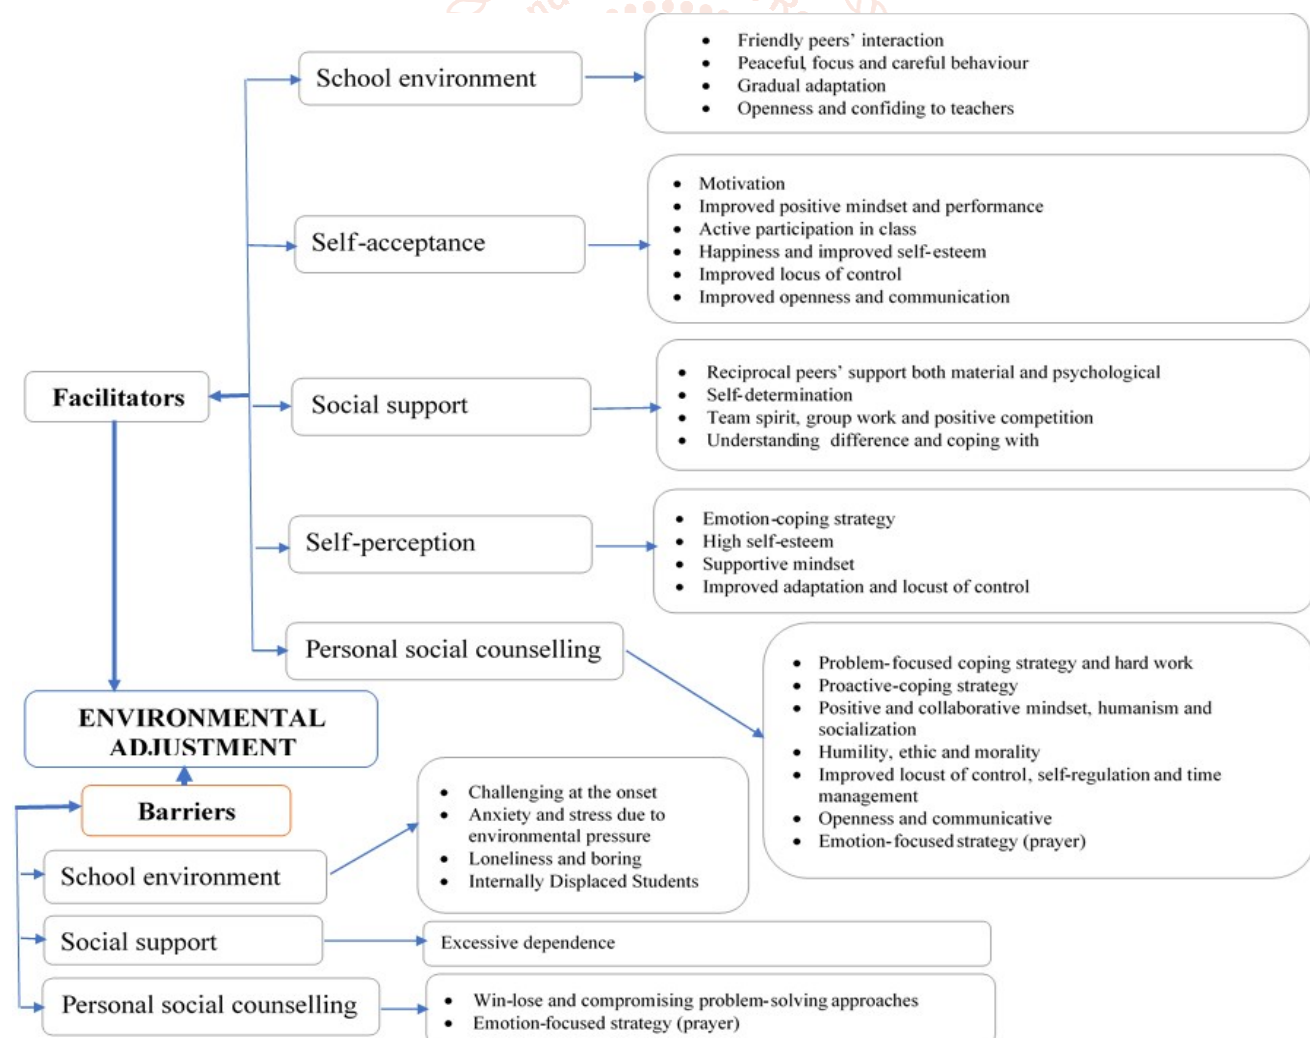 School environment
• Friendly peers' interaction
• Peaceful, focus and careful behaviour
• Gradual adaptation
• Openness and confiding to teachers
Self-acceptance
• Motivation
• Improved positive mindset and performance
• Active participation in class
• Happiness and improved self-esteem
• Improved locus of control
• Improved openness and communication
Facilitators
Social support
• Reciprocal peers' support both material and psychological
• Self-determination
• Team spirit, group work and positive competition
• Understanding difference and coping with
Self-perception
• Emotion-coping strategy
• High self-esteem
• Supportive mindset
• Improved adaptation and locust of control
Personal social counselling
• Problem-focused coping strategy and hard work
• Proactive-coping strategy
• Positive and collaborative mindset, humanism and
socialization
• Humility, ethic and morality
• Improved locust of control, self-regulation and time
management
• Openness and communicative
• Emotion-focused strategy (prayer)
ENVIRONMENTAL
ADJUSTMENT
Barriers
School environment
• Challenging at the onset
• Anxiety and stress due to
environmental pressure
• Loneliness and boring
• Internally Displaced Students
Social support
Excessive dependence
Personal social counselling
• Win-lose and compromising problem-solving approaches
• Emotion-focused strategy (prayer)